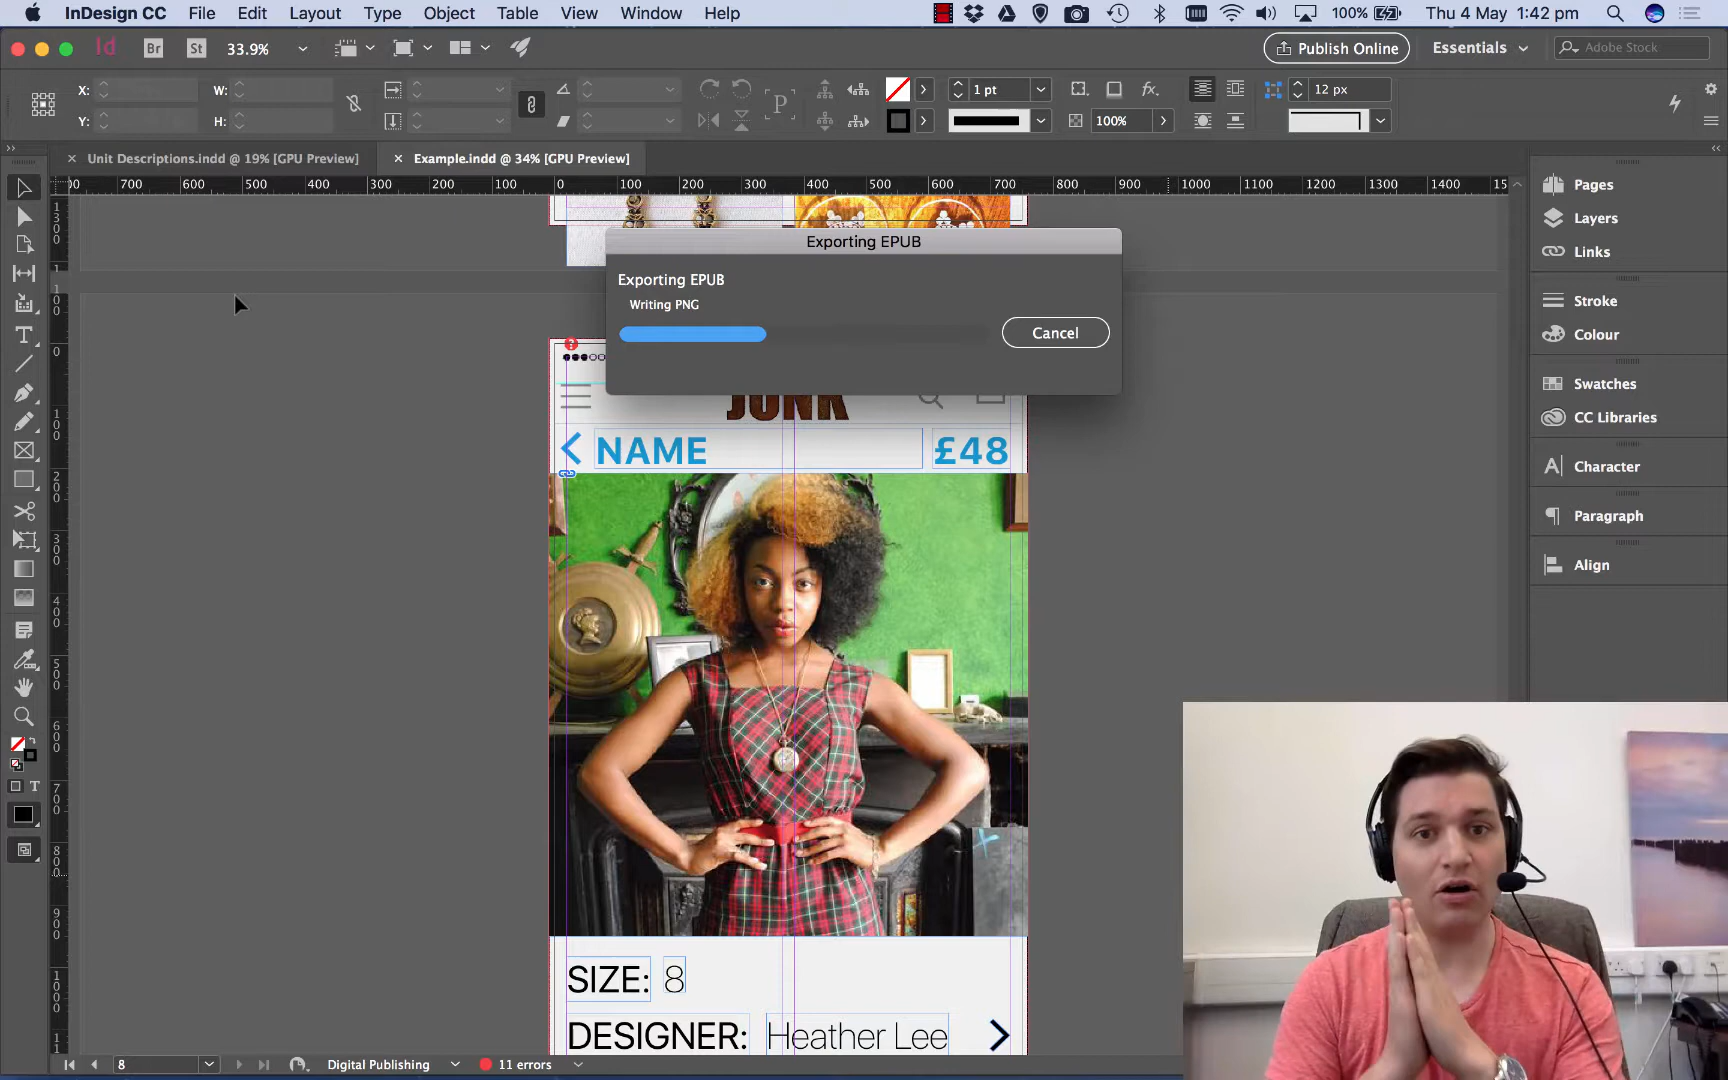 InDesign CC File Edit Layout Type Object Table View Window Help 100% Thu 4 May 1:42 pm
Id Br St 33.9% Publish Online Essentials Adobe Stock
X: W: 1 pt fx. 12 px
Y: H: P 100%
Unit Descriptions.indd @ 19% [GPU Preview] Example.indd @ 34% [GPU Preview]
700 600 500 400 300 200 100 0 100 200 300 400 500 600 700 800 900 1000 1100 1200 1300 1400
Pages
Layers
Links
Stroke
Colour
Swatches
CC Libraries
Character
Paragraph
Align
Exporting EPUB
Exporting EPUB
Writing PNG
Cancel
JUNK
NAME £48
SIZE: 8
DESIGNER: Heather Lee
8 Digital Publishing 11 errors